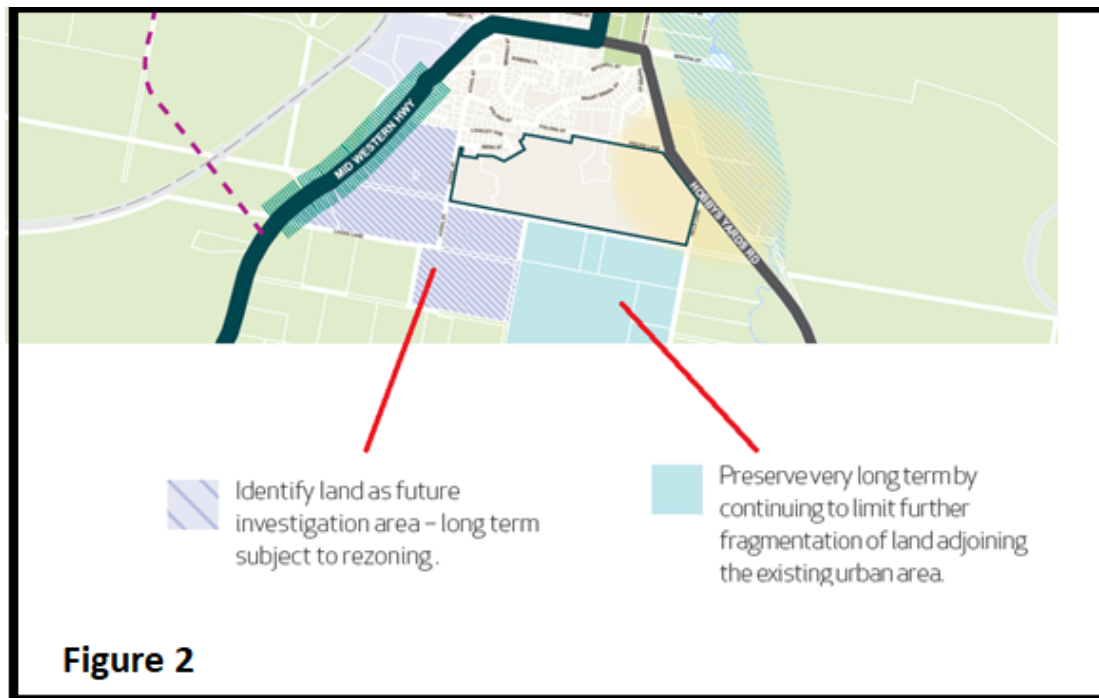 MID WESTERN HWY
HOBBYS YARDS RD
Identify land as future
investigation area – long term
subject to rezoning .
Preserve very long term by
continuing to limit further
fragmentation of land adjoining
the existing urban area.
Figure 2